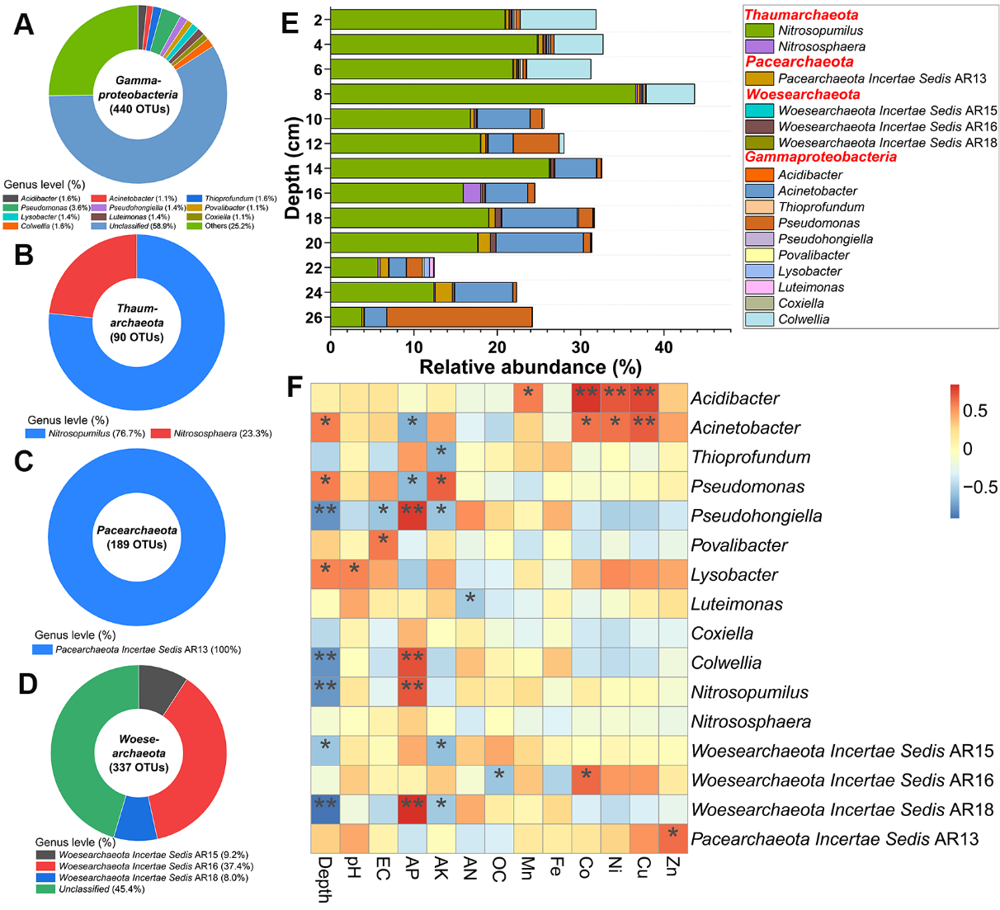 A
Gamma-
proteobacteria
(440 OTUs)
Genus level (%)
Acidibacter (1.6%) Acinetobacter (1.1%) Thioprofundum (1.6%)
Pseudomonas (3.6%) Pseudohongiella (1.4%) Povalibacter (1.1%)
Lysobacter (1.4%) Luteimonas (1.4%) Coxiella (1.1%)
Colwellia (1.6%) Unclassified (58.9%) Others (25.2%)
B
Thaum-
archaeota
(90 OTUs)
Genus levle (%)
Nitrosopumilus (76.7%) Nitrososphaera (23.3%)
C
Pacearchaeota
(189 OTUs)
Genus levle (%)
Pacearchaeota Incertae Sedis AR13 (100%)
D
Woese-
archaeota
(337 OTUs)
Genus levle (%)
Woesearchaeota Incertae Sedis AR15 (9.2%)
Woesearchaeota Incertae Sedis AR16 (37.4%)
Woesearchaeota Incertae Sedis AR18 (8.0%)
Unclassified (45.4%)
E
Depth (cm)
2
4
6
8
10
12
14
16
18
20
22
24
26
0 10 20 30 40
Relative abundance (%)
Thaumarchaeota
Nitrosopumilus
Nitrososphaera
Pacearchaeota
Pacearchaeota Incertae Sedis AR13
Woesearchaeota
Woesearchaeota Incertae Sedis AR15
Woesearchaeota Incertae Sedis AR16
Woesearchaeota Incertae Sedis AR18
Gammaproteobacteria
Acidibacter
Acinetobacter
Thioprofundum
Pseudomonas
Pseudohongiella
Povalibacter
Lysobacter
Luteimonas
Coxiella
Colwellia
F
* ** ** ** Acidibacter
* * * * ** Acinetobacter
* Thioprofundum
* * * Pseudomonas
** * ** * Pseudohongiella
* Povalibacter
* * Lysobacter
* Luteimonas
Coxiella
** ** Colwellia
** ** Nitrosopumilus
Nitrososphaera
* * Woesearchaeota Incertae Sedis AR15
* * Woesearchaeota Incertae Sedis AR16
** ** * Woesearchaeota Incertae Sedis AR18
* Pacearchaeota Incertae Sedis AR13
Depth pH EC AP AK AN OC Mn Fe Co Ni Cu Zn
0.5
0
−0.5